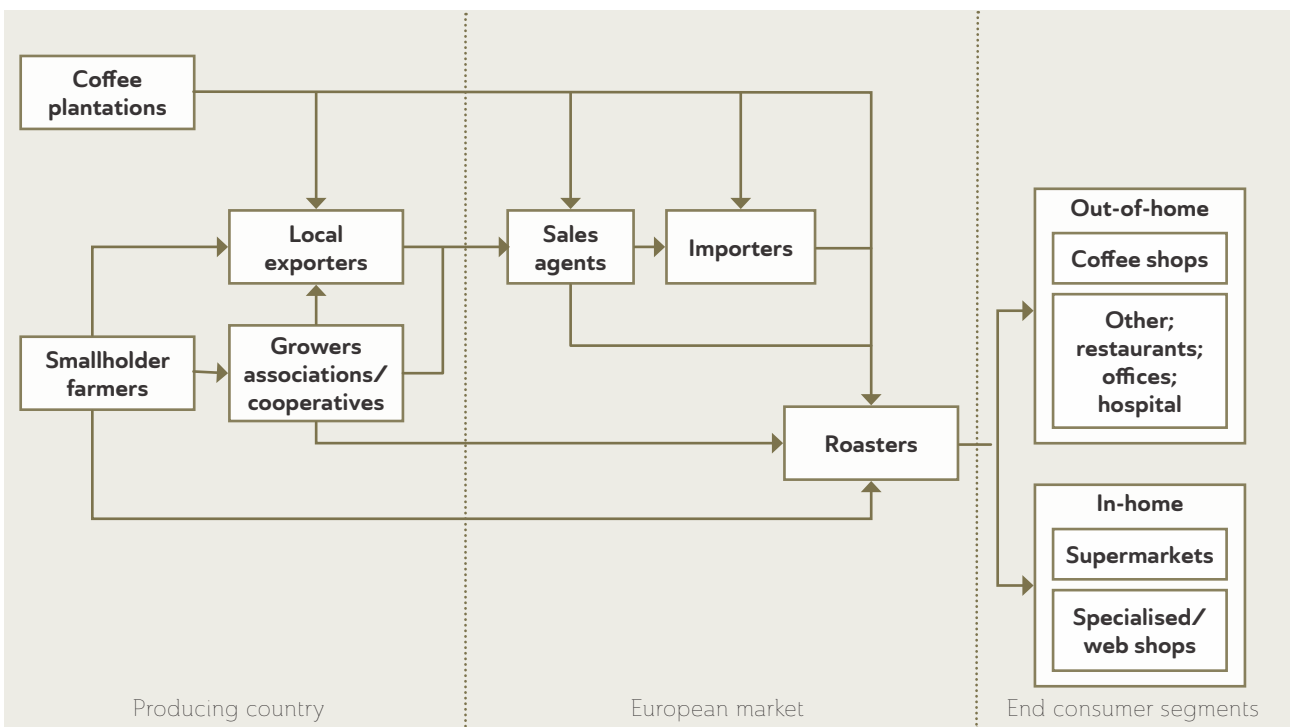 Coffee
plantations
Local
exporters
Smallholder
farmers
Growers
associations/
cooperatives
Sales
agents
Importers
Roasters
Out-of-home
Coffee shops
Other;
restaurants;
offices;
hospital
In-home
Supermarkets
Specialised/
web shops
Producing country
European market
End consumer segments